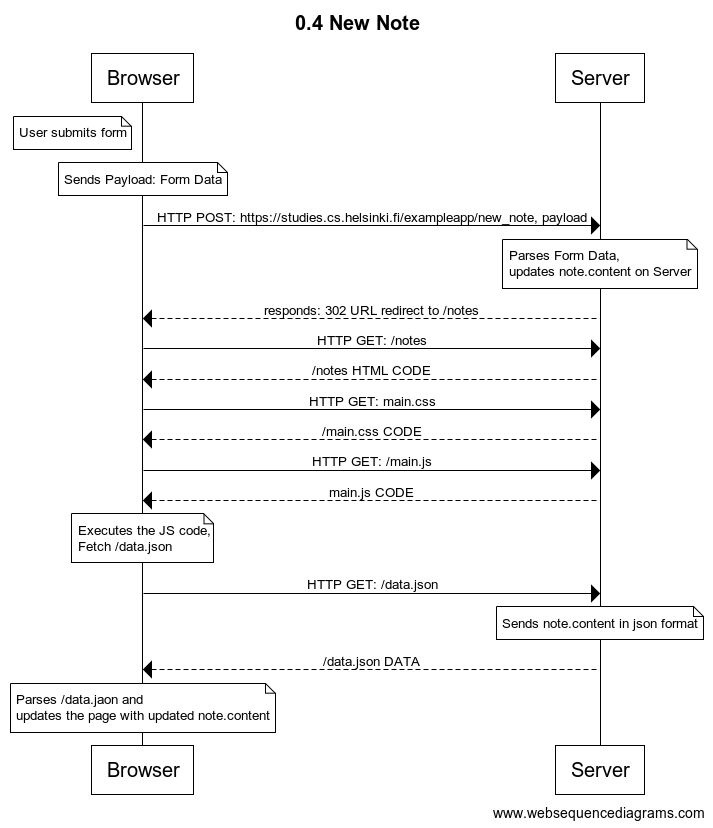 0.4 New Note
Browser
Server
User submits form
Sends Payload: Form Data
HTTP POST: https://studies.cs.helsinki.fi/exampleapp/new_note, payload
Parses Form Data,
updates note.content on Server
responds: 302 URL redirect to /notes
HTTP GET: /notes
/notes HTML CODE
HTTP GET: main.css
/main.css CODE
HTTP GET: /main.js
main.js CODE
Executes the JS code,
Fetch /data.json
HTTP GET: /data.json
Sends note.content in json format
/data.json DATA
Parses /data.jaon and
updates the page with updated note.content
Browser
Server
www.websequencediagrams.com